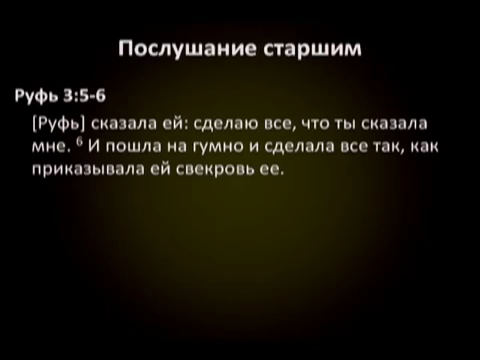 Послушание старшим
Руфь 3:5-6
[Руфь] сказала ей: сделаю все, что ты сказала
мне. ⁶ И пошла на гумно и сделала все так, как
приказывала ей свекровь ее.